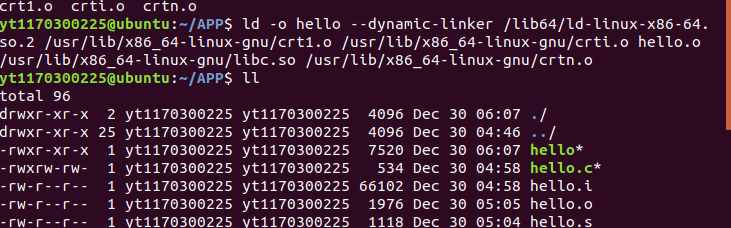 crt1.o  crti.o  crtn.o
yt1170300225@ubuntu:~/APP$ ld -o hello --dynamic-linker /lib64/ld-linux-x86-64.
so.2 /usr/lib/x86_64-linux-gnu/crt1.o /usr/lib/x86_64-linux-gnu/crti.o hello.o
/usr/lib/x86_64-linux-gnu/libc.so /usr/lib/x86_64-linux-gnu/crtn.o
yt1170300225@ubuntu:~/APP$ ll
total 96
drwxr-xr-x  2 yt1170300225 yt1170300225  4096 Dec 30 06:07 ./
drwxr-xr-x 25 yt1170300225 yt1170300225  4096 Dec 30 04:46 ../
-rwxr-xr-x  1 yt1170300225 yt1170300225  7520 Dec 30 06:07 hello*
-rwxrw-rw-  1 yt1170300225 yt1170300225   534 Dec 30 04:58 hello.c*
-rw-r--r--  1 yt1170300225 yt1170300225 66102 Dec 30 04:58 hello.i
-rw-r--r--  1 yt1170300225 yt1170300225  1976 Dec 30 05:05 hello.o
-rw-r--r--  1 yt1170300225 yt1170300225  1118 Dec 30 05:04 hello.s